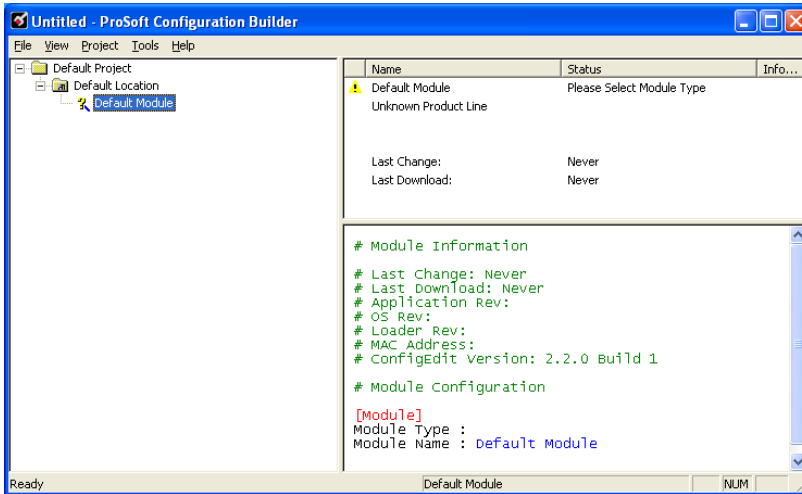 Untitled - ProSoft Configuration Builder
File View Project Tools Help
Default Project
Default Location
Default Module
Name Status Info...
Default Module Please Select Module Type
Unknown Product Line
Last Change: Never
Last Download: Never
# Module Information
# Last Change: Never
# Last Download: Never
# Application Rev:
# OS Rev:
# Loader Rev:
# MAC Address:
# ConfigEdit Version: 2.2.0 Build 1
# Module Configuration
[Module]
Module Type :
Module Name : Default Module
Ready Default Module NUM